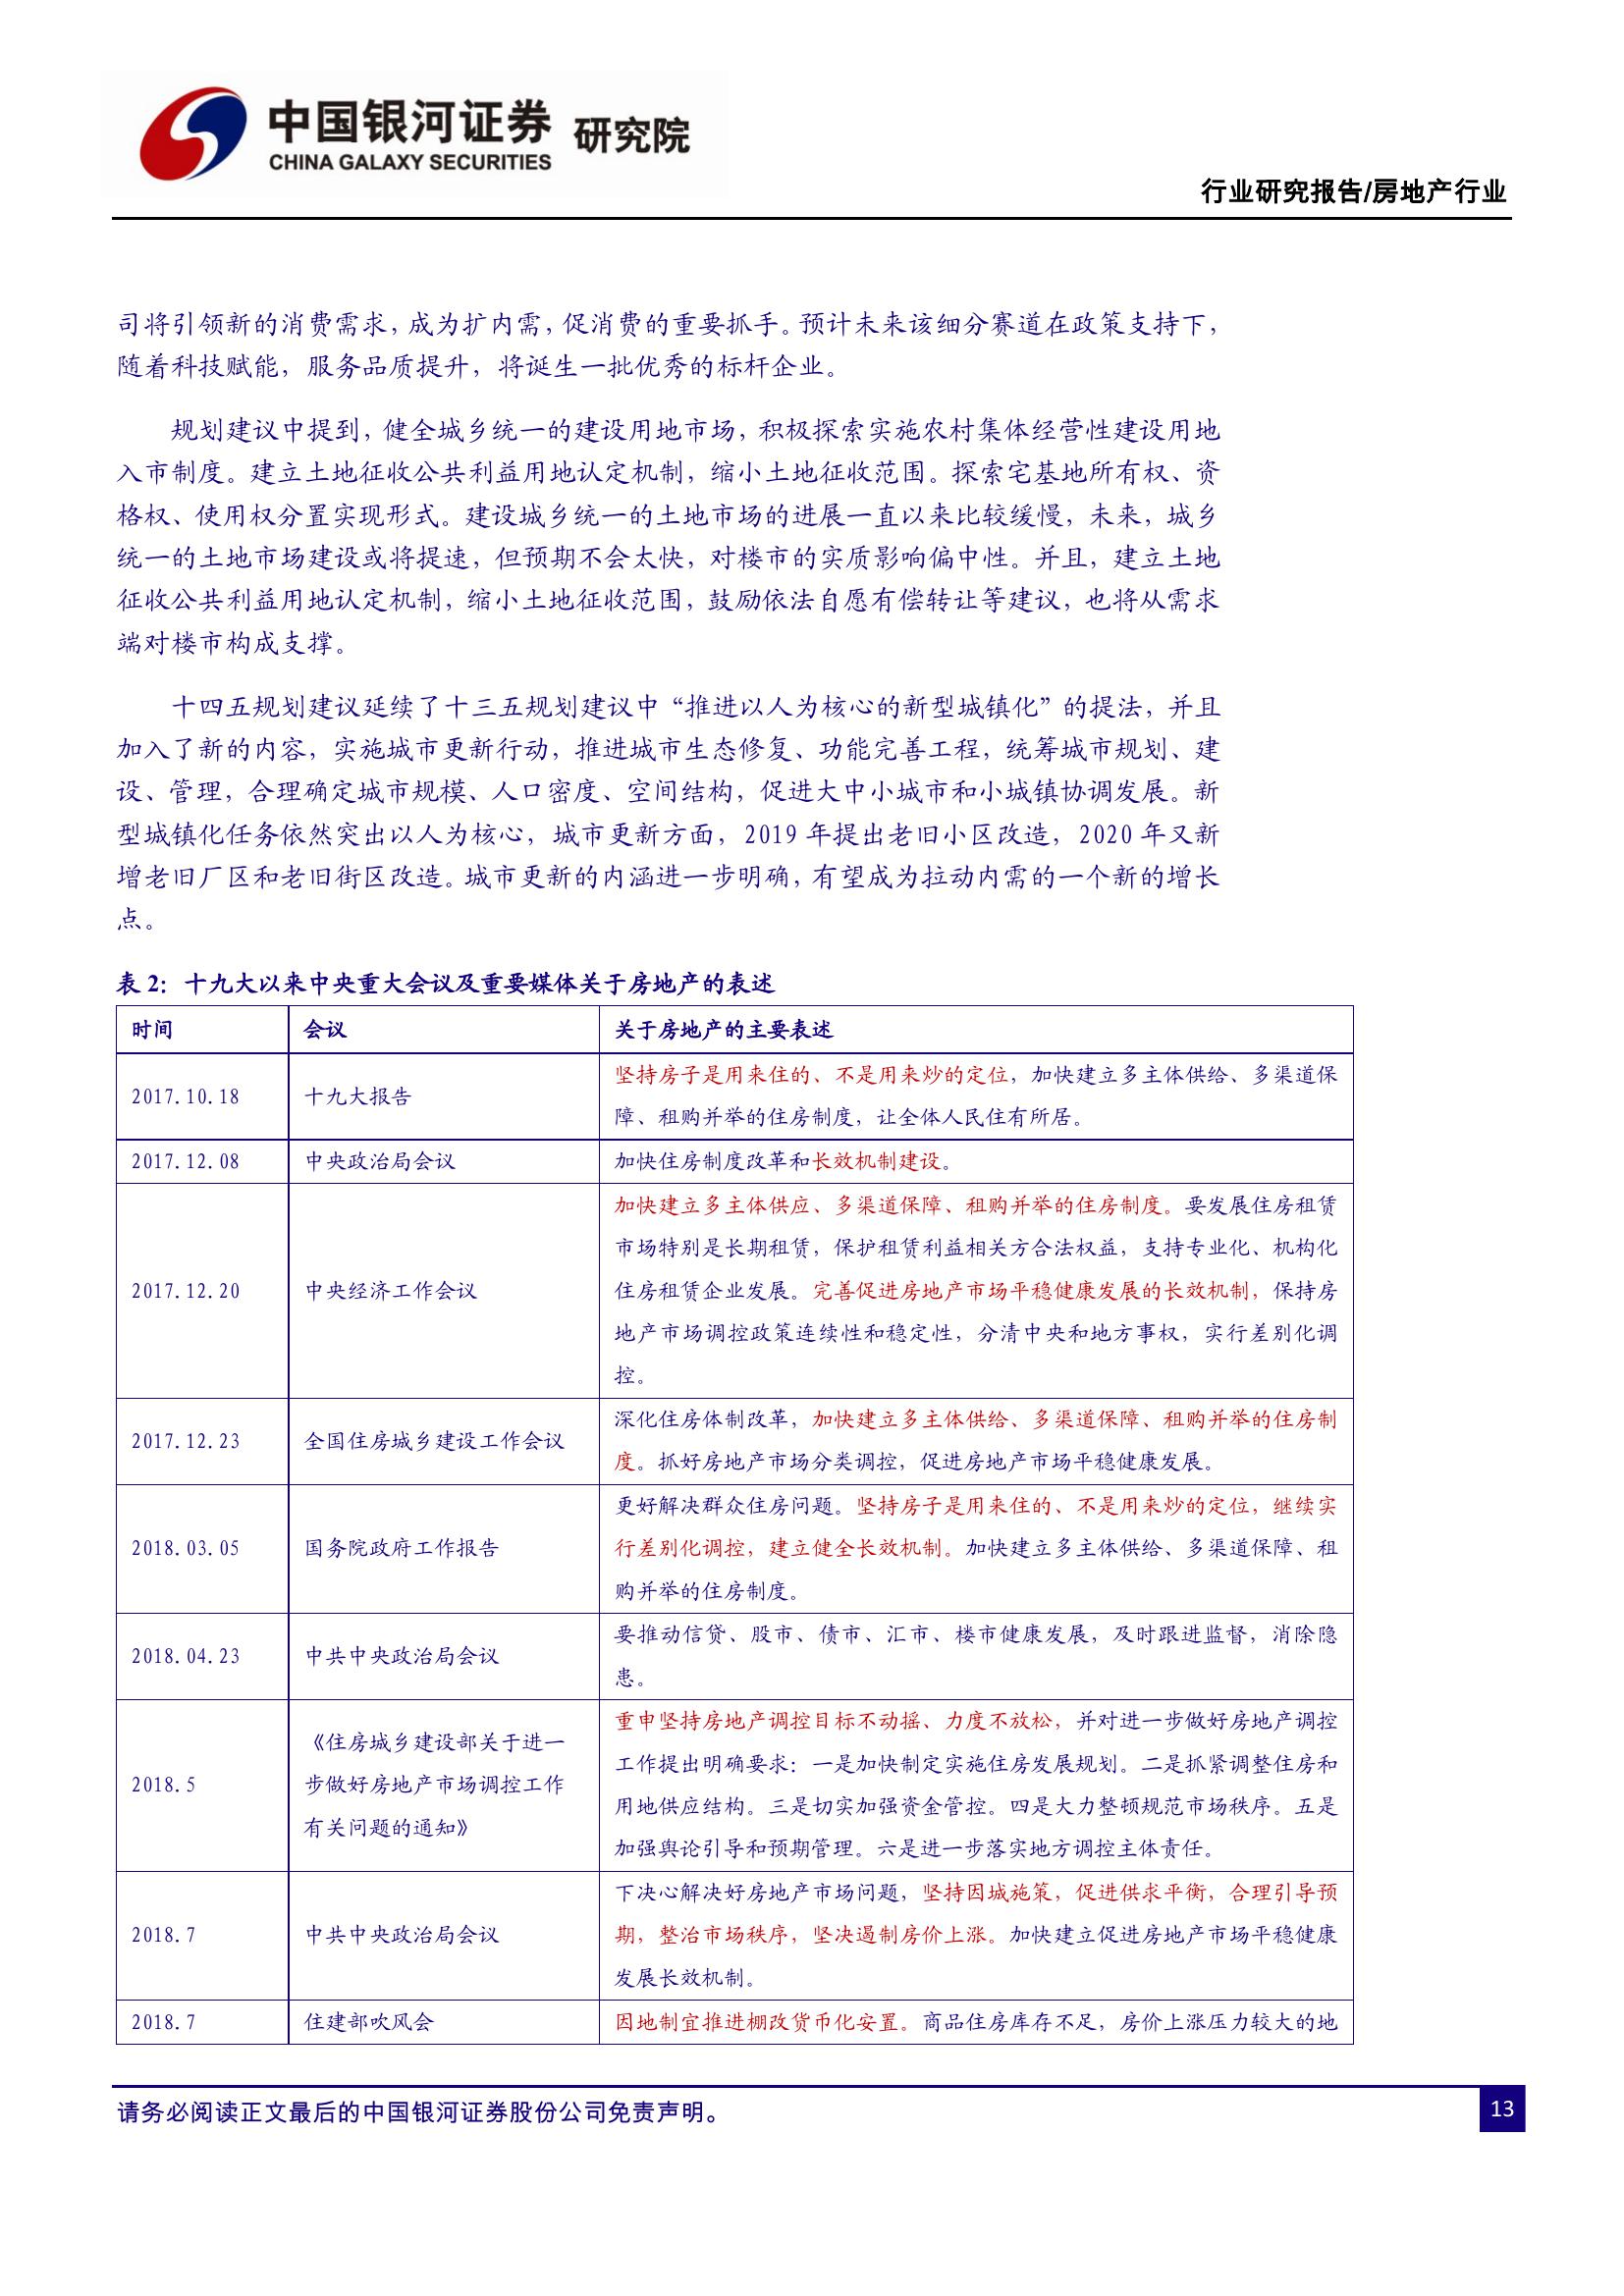 中国银河证券 研究院
CHINA GALAXY SECURITIES
行业研究报告/房地产行业
司将引领新的消费需求，成为扩内需，促消费的重要抓手。预计未来该细分赛道在政策支持下，
随着科技赋能，服务品质提升，将诞生一批优秀的标杆企业。
规划建议中提到，健全城乡统一的建设用地市场，积极探索实施农村集体经营性建设用地
入市制度。建立土地征收公共利益用地认定机制，缩小土地征收范围。探索宅基地所有权、资
格权、使用权分置实现形式。建设城乡统一的土地市场的进展一直以来比较缓慢，未来，城乡
统一的土地市场建设或将提速，但预期不会太快，对楼市的实质影响偏中性。并且，建立土地
征收公共利益用地认定机制，缩小土地征收范围，鼓励依法自愿有偿转让等建议，也将从需求
端对楼市构成支撑。
十四五规划建议延续了十三五规划建议中“推进以人为核心的新型城镇化”的提法，并且
加入了新的内容，实施城市更新行动，推进城市生态修复、功能完善工程，统筹城市规划、建
设、管理，合理确定城市规模、人口密度、空间结构，促进大中小城市和小城镇协调发展。新
型城镇化任务依然突出以人为核心，城市更新方面，2019 年提出老旧小区改造，2020 年又新
增老旧厂区和老旧街区改造。城市更新的内涵进一步明确，有望成为拉动内需的一个新的增长
点。
表 2：十九大以来中央重大会议及重要媒体关于房地产的表述
时间 会议 关于房地产的主要表述
2017.10.18 十九大报告
坚持房子是用来住的、不是用来炒的定位，加快建立多主体供给、多渠道保
障、租购并举的住房制度，让全体人民住有所居。
2017.12.08 中央政治局会议 加快住房制度改革和长效机制建设。
2017.12.20 中央经济工作会议
加快建立多主体供应、多渠道保障、租购并举的住房制度。要发展住房租赁
市场特别是长期租赁，保护租赁利益相关方合法权益，支持专业化、机构化
住房租赁企业发展。完善促进房地产市场平稳健康发展的长效机制，保持房
地产市场调控政策连续性和稳定性，分清中央和地方事权，实行差别化调
控。
2017.12.23 全国住房城乡建设工作会议
深化住房体制改革，加快建立多主体供给、多渠道保障、租购并举的住房制
度。抓好房地产市场分类调控，促进房地产市场平稳健康发展。
2018.03.05 国务院政府工作报告
更好解决群众住房问题。坚持房子是用来住的、不是用来炒的定位，继续实
行差别化调控，建立健全长效机制。加快建立多主体供给、多渠道保障、租
购并举的住房制度。
2018.04.23 中共中央政治局会议
要推动信贷、股市、债市、汇市、楼市健康发展，及时跟进监督，消除隐
患。
2018.5
《住房城乡建设部关于进一
步做好房地产市场调控工作
有关问题的通知》
重申坚持房地产调控目标不动摇、力度不放松，并对进一步做好房地产调控
工作提出明确要求：一是加快制定实施住房发展规划。二是抓紧调整住房和
用地供应结构。三是切实加强资金管控。四是大力整顿规范市场秩序。五是
加强舆论引导和预期管理。六是进一步落实地方调控主体责任。
2018.7 中共中央政治局会议
下决心解决好房地产市场问题，坚持因城施策，促进供求平衡，合理引导预
期，整治市场秩序，坚决遏制房价上涨。加快建立促进房地产市场平稳健康
发展长效机制。
2018.7 住建部吹风会 因地制宜推进棚改货币化安置。商品住房库存不足，房价上涨压力较大的地
请务必阅读正文最后的中国银河证券股份公司免责声明。
13